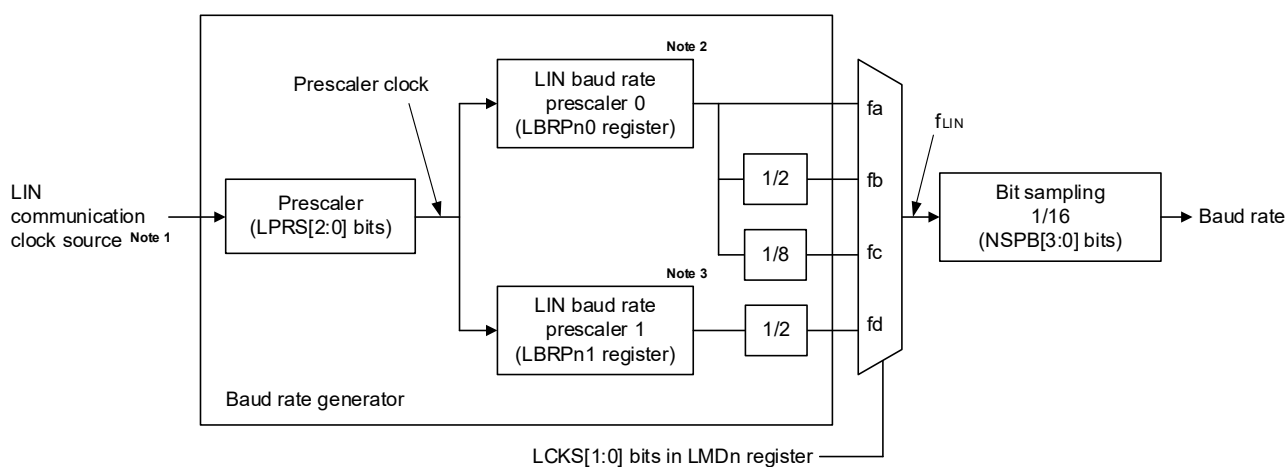 Note 2
LIN baud rate
prescaler 0
(LBRPn0 register)
Prescaler clock
fa
fLIN
1/2
fb
LIN
communication
clock source Note 1
Prescaler
(LPRS[2:0] bits)
Bit sampling
1/16
(NSPB[3:0] bits)
Baud rate
1/8
fc
Note 3
LIN baud rate
prescaler 1
(LBRPn1 register)
1/2
fd
Baud rate generator
LCKS[1:0] bits in LMDn register